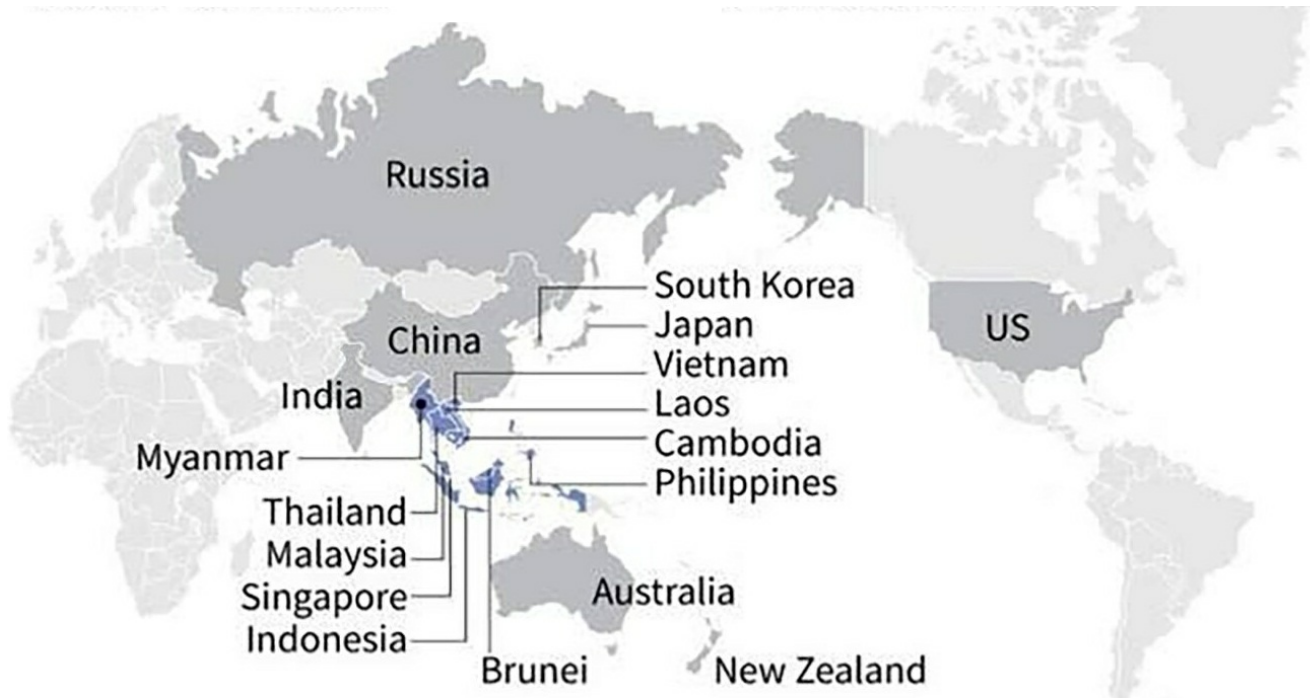 Russia
South Korea
China
Japan
US
Vietnam
India
Laos
Cambodia
Myanmar
Philippines
Thailand
Malaysia
Singapore
Australia
Indonesia
Brunei
New Zealand